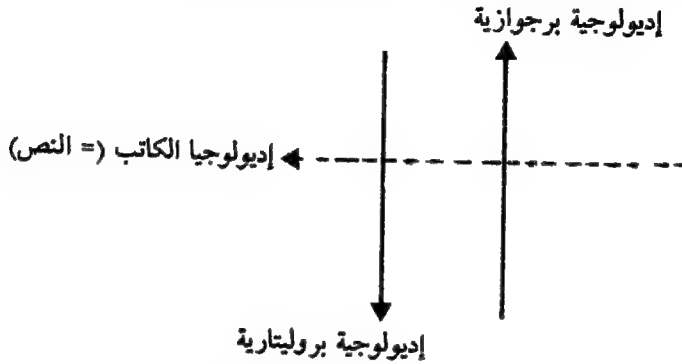 إديولوجية برجوازية
إديولوجيا الكاتب (= النص)
إديولوجية بروليتارية